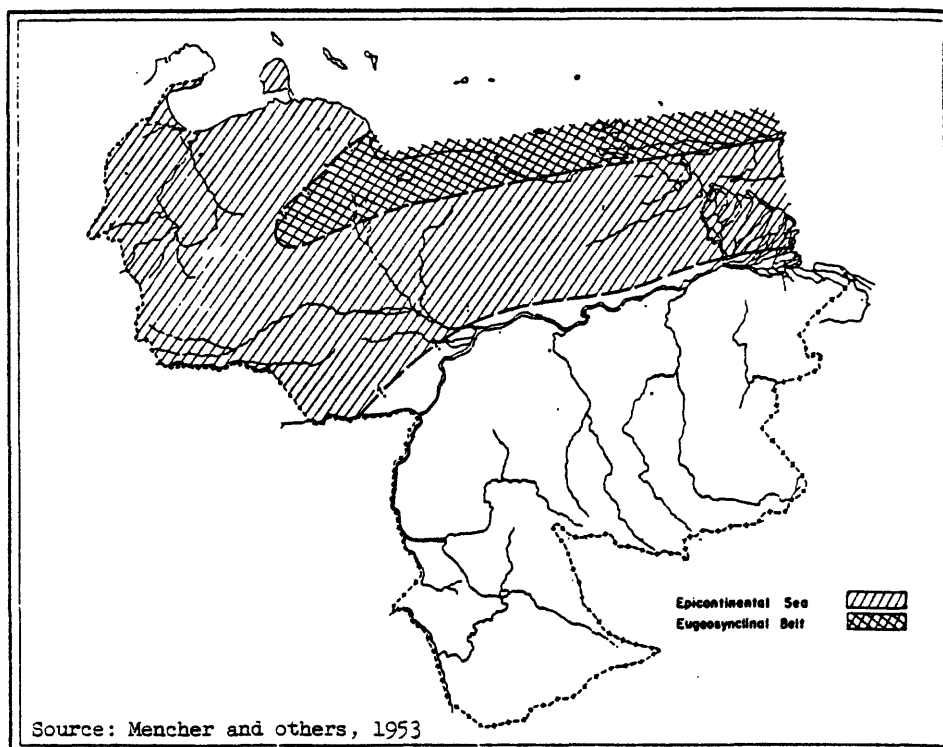 Epicontinental Sea
Eugeosynclinal Belt
Source: Mencher and others, 1953